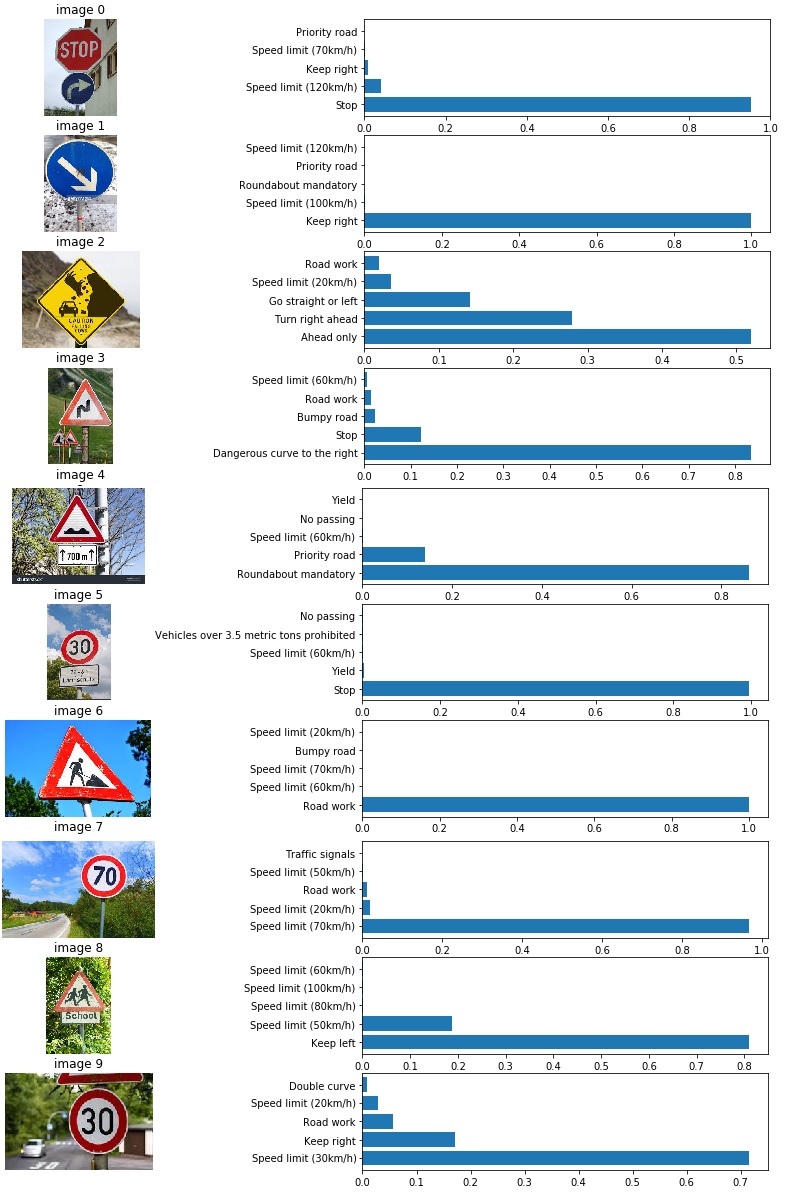 image 0
STOP
Priority road
Speed limit (70km/h)
Keep right
Speed limit (120km/h)
Stop
0.0 0.2 0.4 0.6 0.8 1.0
image 1
Speed limit (120km/h)
Priority road
Roundabout mandatory
Speed limit (100km/h)
Keep right
0.0 0.2 0.4 0.6 0.8 1.0
image 2
CAUTION
Road work
Speed limit (20km/h)
Go straight or left
Turn right ahead
Ahead only
0.0 0.1 0.2 0.3 0.4 0.5
image 3
Speed limit (60km/h)
Road work
Bumpy road
Stop
Dangerous curve to the right
0.0 0.1 0.2 0.3 0.4 0.5 0.6 0.7 0.8
image 4
700 m
shutterstock
Yield
No passing
Speed limit (60km/h)
Priority road
Roundabout mandatory
0.0 0.2 0.4 0.6 0.8
image 5
30
No passing
Vehicles over 3.5 metric tons prohibited
Speed limit (60km/h)
Yield
Stop
0.0 0.2 0.4 0.6 0.8 1.0
image 6
Speed limit (20km/h)
Bumpy road
Speed limit (70km/h)
Speed limit (60km/h)
Road work
0.0 0.2 0.4 0.6 0.8 1.0
image 7
70
Traffic signals
Speed limit (50km/h)
Road work
Speed limit (20km/h)
Speed limit (70km/h)
0.0 0.2 0.4 0.6 0.8 1.0
image 8
School
Speed limit (60km/h)
Speed limit (100km/h)
Speed limit (80km/h)
Speed limit (50km/h)
Keep left
0.0 0.1 0.2 0.3 0.4 0.5 0.6 0.7 0.8
image 9
30
30
Double curve
Speed limit (20km/h)
Road work
Keep right
Speed limit (30km/h)
0.0 0.1 0.2 0.3 0.4 0.5 0.6 0.7